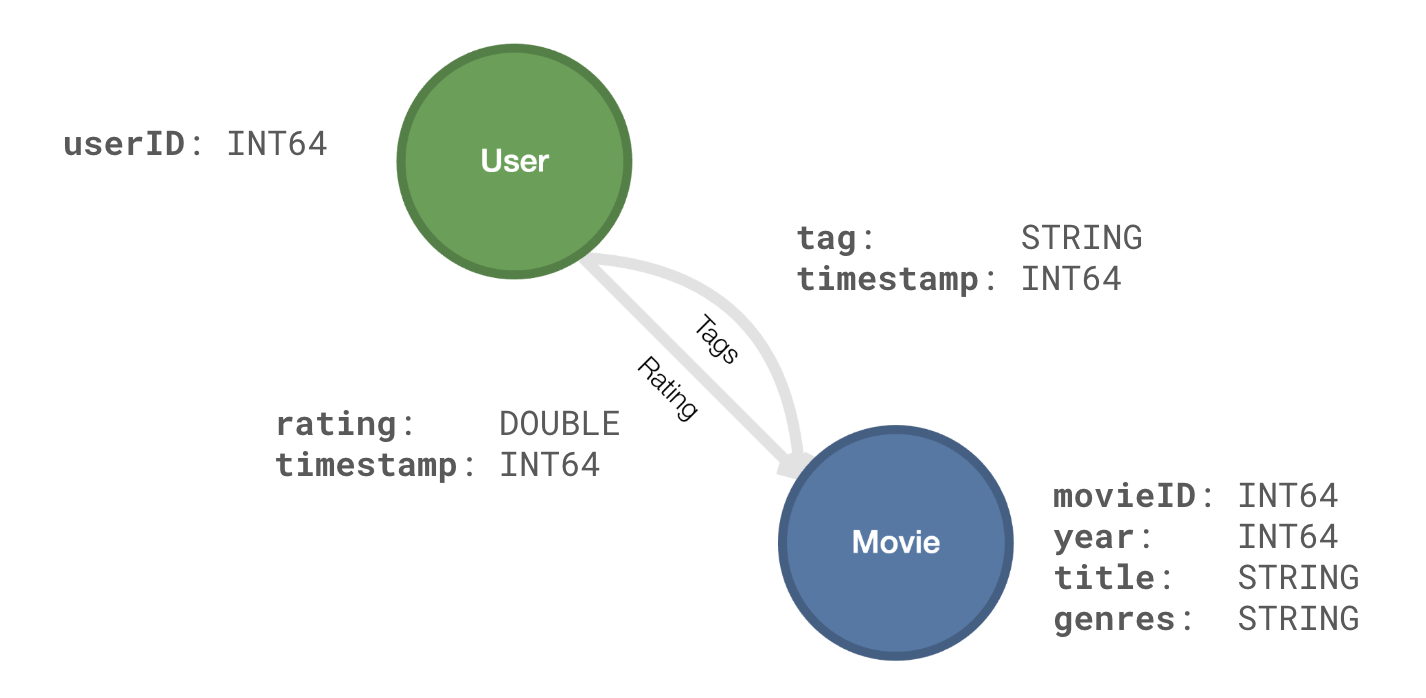 User
userID: INT64
tag: STRING
timestamp: INT64
Tags
Rating
rating: DOUBLE
timestamp: INT64
Movie
movieID: INT64
year: INT64
title: STRING
genres: STRING